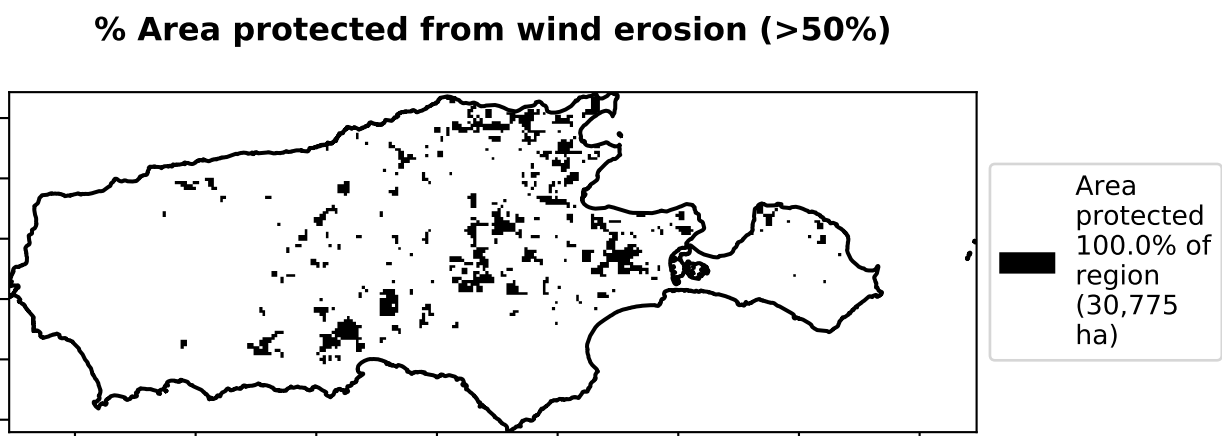 % Area protected from wind erosion (>50%)
Area
protected
100.0% of
region
(30,775
ha)